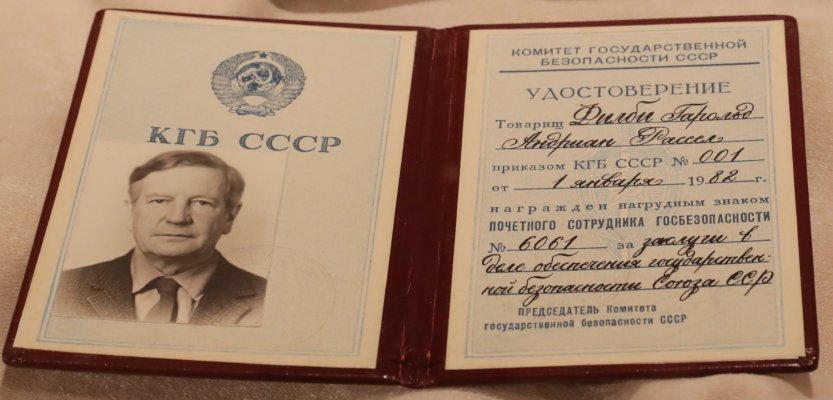 КГБ СССР
КОМИТЕТ ГОСУДАРСТВЕННОЙ
БЕЗОПАСНОСТИ СССР
УДОСТОВЕРЕНИЕ
Товарищ Филби Гарольд
Андриан Рассел
приказом КГБ СССР № 001
от 1 января 1982 г.
награжден нагрудным знаком
ПОЧЕТНОГО СОТРУДНИКА ГОСБЕЗОПАСНОСТИ
№ 6061 за заслуги в
деле обеспечения государствен-
ной безопасности Союза ССР
ПРЕДСЕДАТЕЛЬ Комитета
государственной безопасности СССР